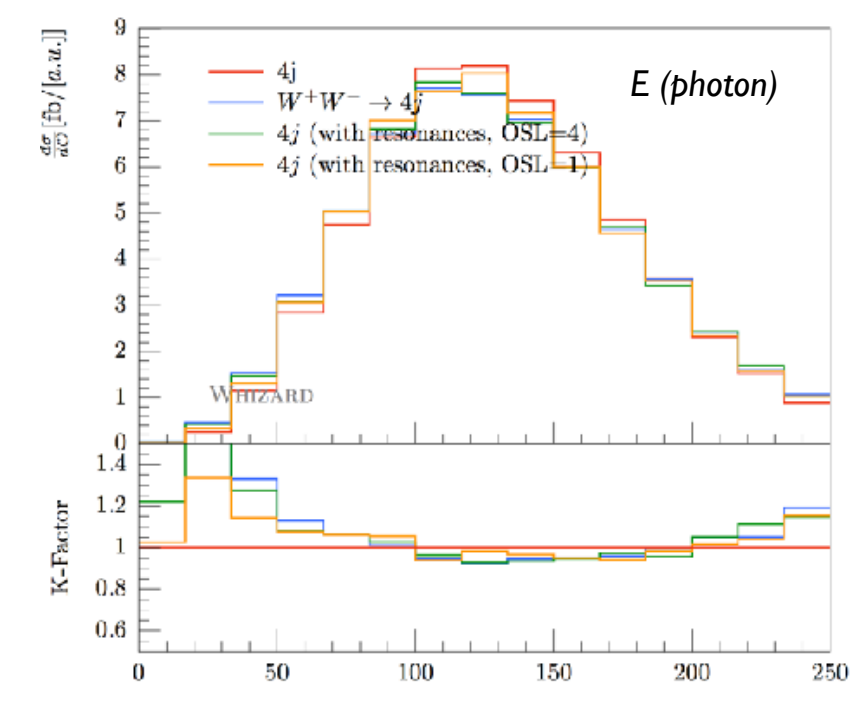 dσ/dO [fb/[a.u.]]
9
8
7
6
5
4
3
2
1
0
E (photon)
4j
W⁺W⁻ → 4j
4j (with resonances, OSL=4)
4j (with resonances, OSL=1)
WHIZARD
K-Factor
1.4
1.2
1
0.8
0.6
0 50 100 150 200 250